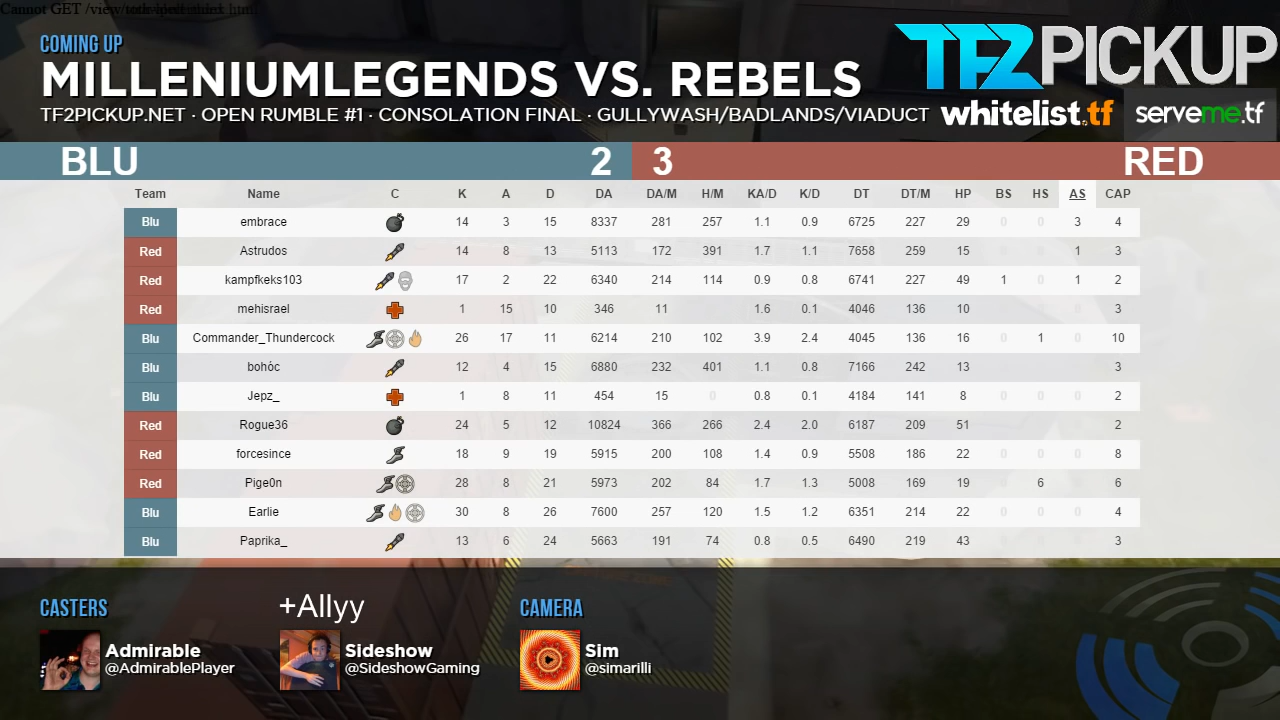 Cannot GET /view/
COMING UP
MILLENIUMLEGENDS VS. REBELS
TF2PICKUP.NET · OPEN RUMBLE #1 · CONSOLATION FINAL · GULLYWASH/BADLANDS/VIADUCT
TF2PICKUP
whitelist.tf serveme.tf
BLU 2 3 RED
Team Name C K A D DA DA/M H/M KA/D K/D DT DT/M HP BS HS AS CAP
Blu embrace 14 3 15 8337 281 257 1.1 0.9 6725 227 29 0 0 3 4
Red Astrudos 14 8 13 5113 172 391 1.7 1.1 7658 259 15 1 3
Red kampfkeks103 17 2 22 6340 214 114 0.9 0.8 6741 227 49 1 0 1 2
Red mehisrael 1 15 10 346 11 1.6 0.1 4046 136 10 3
Blu Commander_Thundercock 26 17 11 6214 210 102 3.9 2.4 4045 136 16 0 1 0 10
Blu bohóc 12 4 15 6880 232 401 1.1 0.8 7166 242 13 3
Blu Jepz_ 1 8 11 454 15 0 0.8 0.1 4184 141 8 0 0 0 2
Red Rogue36 24 5 12 10824 366 266 2.4 2.0 6187 209 51 2
Red forcesince 18 9 19 5915 200 108 1.4 0.9 5508 186 22 0 0 0 8
Red Pige0n 28 8 21 5973 202 84 1.7 1.3 5008 169 19 6 6
Blu Earlie 30 8 26 7600 257 120 1.5 1.2 6351 214 22 0 0 0 4
Blu Paprika_ 13 6 24 5663 191 74 0.8 0.5 6490 219 43 3
CASTERS +Allyy CAMERA
Admirable Sideshow Sim
@AdmirablePlayer @SideshowGaming @simarilli